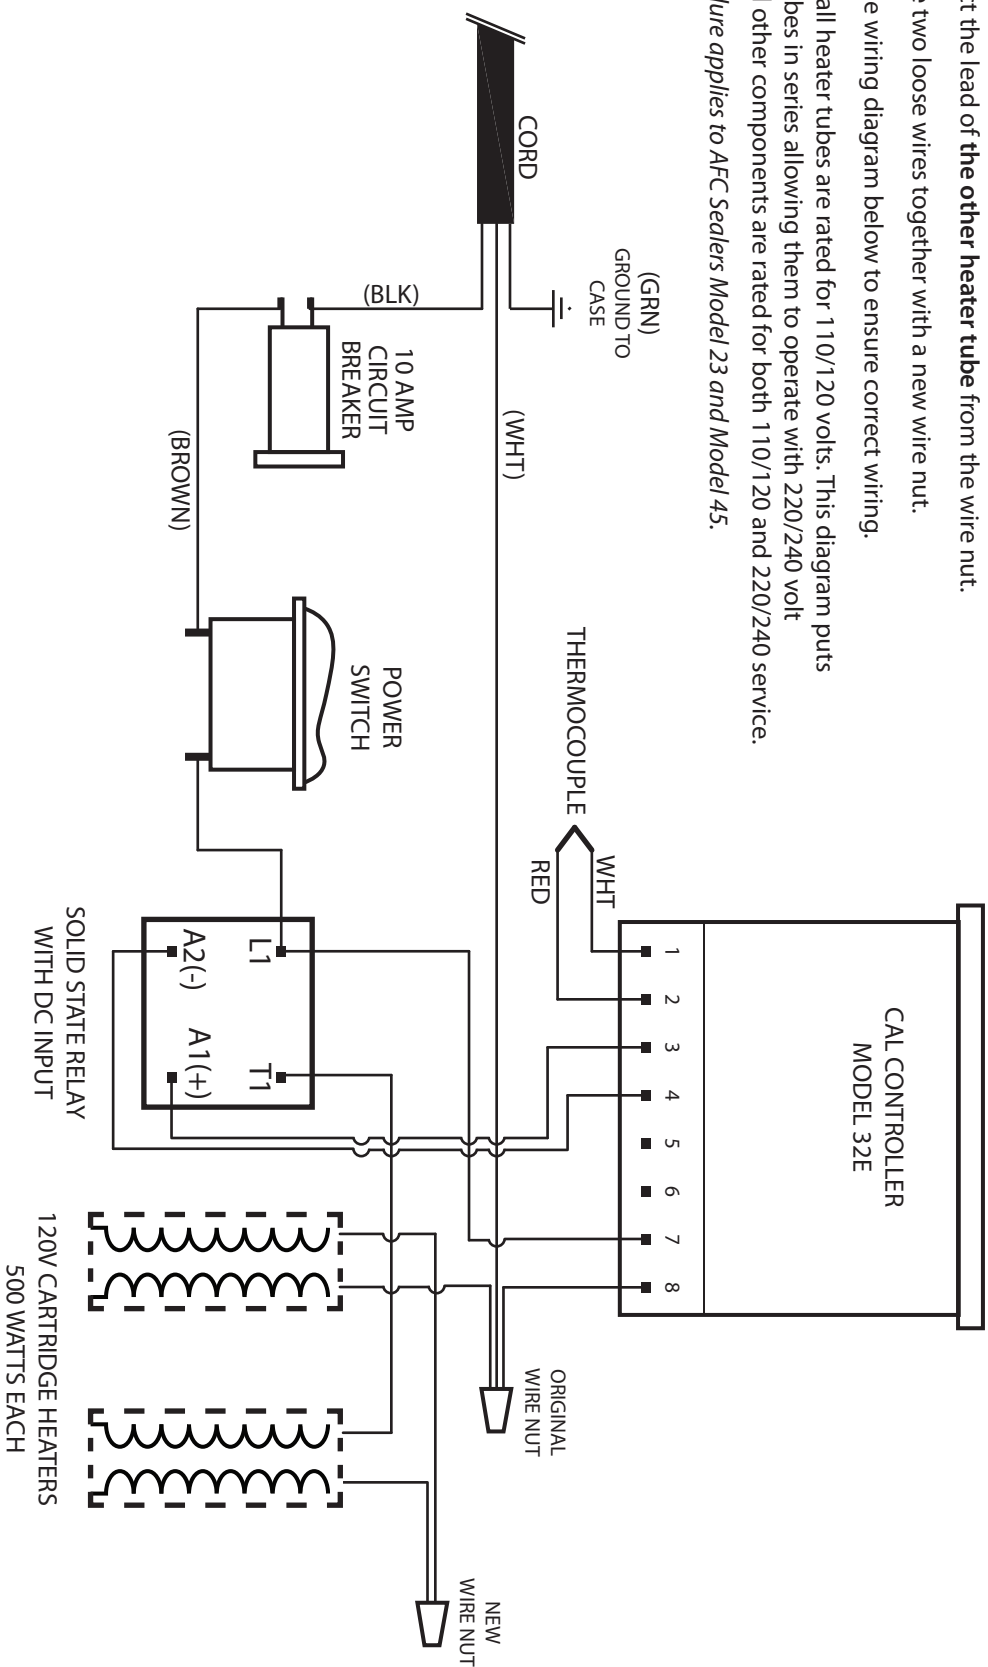 ct the lead of the other heater tube from the wire nut.
two loose wires together with a new wire nut.
wiring diagram below to ensure correct wiring.
all heater tubes are rated for 110/120 volts. This diagram puts
bes in series allowing them to operate with 220/240 volt
other components are rated for both 110/120 and 220/240 service.
lure applies to AFC Sealers Model 23 and Model 45.
CORD
(GRN)
GROUND TO
CASE
(BLK)
(WHT)
10 AMP
CIRCUIT
BREAKER
(BROWN)
POWER
SWITCH
THERMOCOUPLE
WHT
RED
CAL CONTROLLER
MODEL 32E
1 2 3 4 5 6 7 8
L1 T1
A2(-) A1(+)
SOLID STATE RELAY
WITH DC INPUT
120V CARTRIDGE HEATERS
500 WATTS EACH
ORIGINAL
WIRE NUT
NEW
WIRE NUT